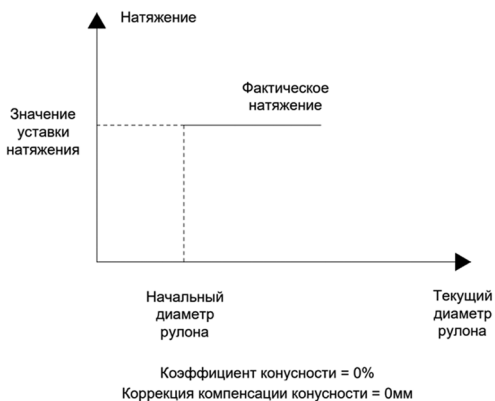 Натяжение
Фактическое
натяжение
Значение
уставки
натяжения
Начальный
диаметр
рулона
Текущий
диаметр
рулона
Коэффициент конусности = 0%
Коррекция компенсации конусности = 0мм